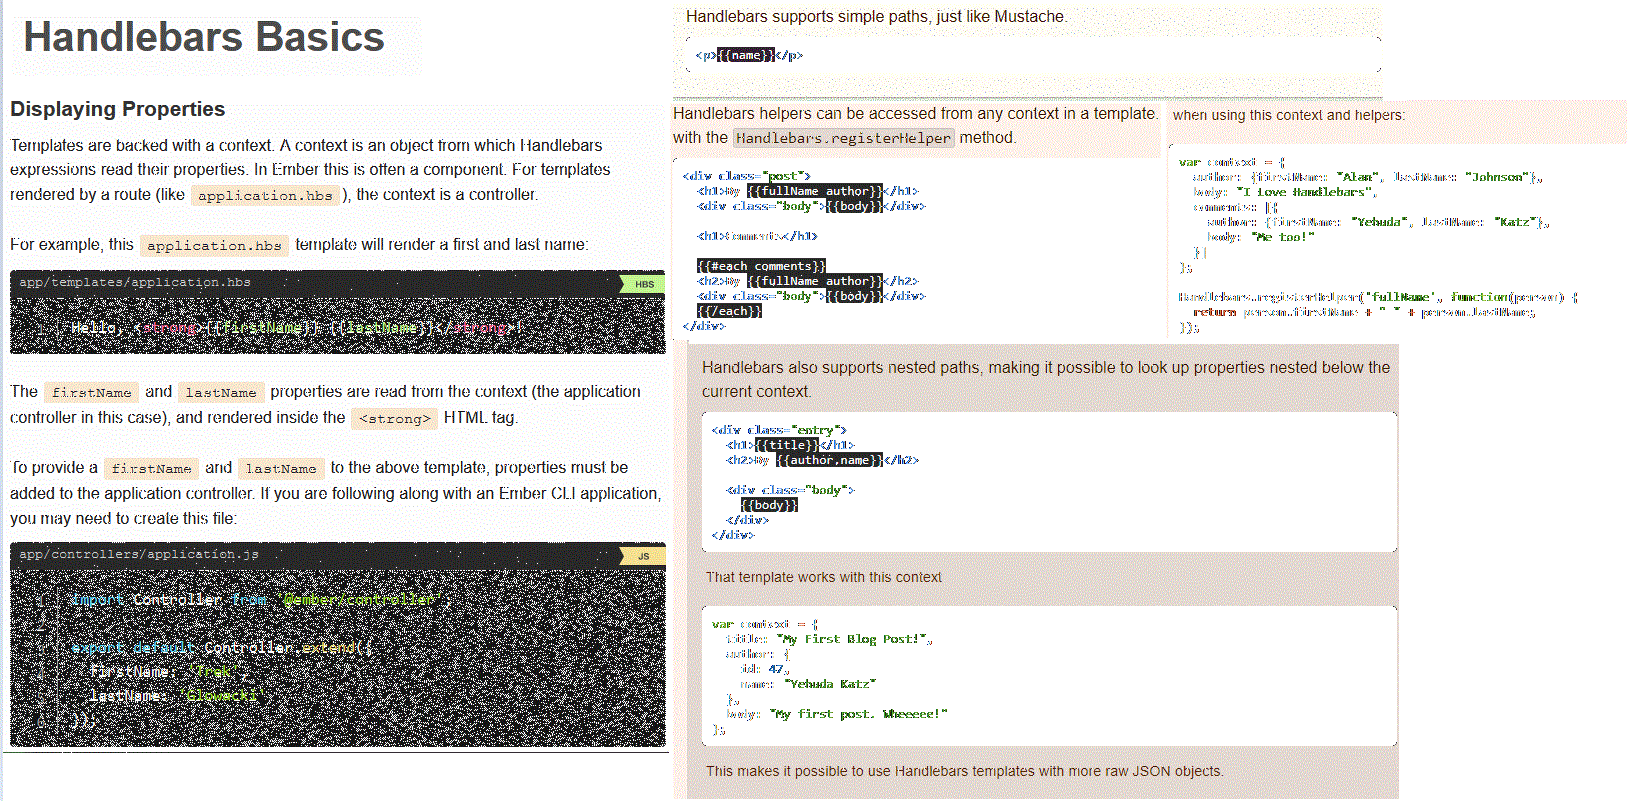 Handlebars Basics
Displaying Properties
Templates are backed with a context. A context is an object from which Handlebars
expressions read their properties. In Ember this is often a component. For templates
rendered by a route (like application.hbs ), the context is a controller.
For example, this application.hbs template will render a first and last name:
app/templates/application.hbs HBS
1 Hello, <strong>{{firstName}} {{lastName}}</strong>!
The firstName and lastName properties are read from the context (the application
controller in this case), and rendered inside the <strong> HTML tag.
To provide a firstName and lastName to the above template, properties must be
added to the application controller. If you are following along with an Ember CLI application,
you may need to create this file:
app/controllers/application.js JS
import Controller from '@ember/controller';
export default Controller.extend({
firstName: 'Trek',
lastName: 'Glowacki'
});
Handlebars supports simple paths, just like Mustache.
<p>{{name}}</p>
Handlebars helpers can be accessed from any context in a template.
with the Handlebars.registerHelper method.
<div class="post">
<h1>By {{fullName author}}</h1>
<div class="body">{{body}}</div>
<h1>Comments</h1>
{{#each comments}}
<h2>By {{fullName author}}</h2>
<div class="body">{{body}}</div>
{{/each}}
</div>
when using this context and helpers:
var context = {
author: {firstName: "Alan", lastName: "Johnson"},
body: "I Love Handlebars",
comments: [{
author: {firstName: "Yehuda", lastName: "Katz"},
body: "Me too!"
}]
};
Handlebars.registerHelper('fullName', function(person) {
return person.firstName + " " + person.lastName;
});
Handlebars also supports nested paths, making it possible to look up properties nested below the
current context.
<div class="entry">
<h1>{{title}}</h1>
<h2>By {{author.name}}</h2>
<div class="body">
{{body}}
</div>
</div>
That template works with this context
var context = {
title: "My First Blog Post!",
author: {
id: 47,
name: "Yehuda Katz"
},
body: "My first post. Wheeeee!"
};
This makes it possible to use Handlebars templates with more raw JSON objects.